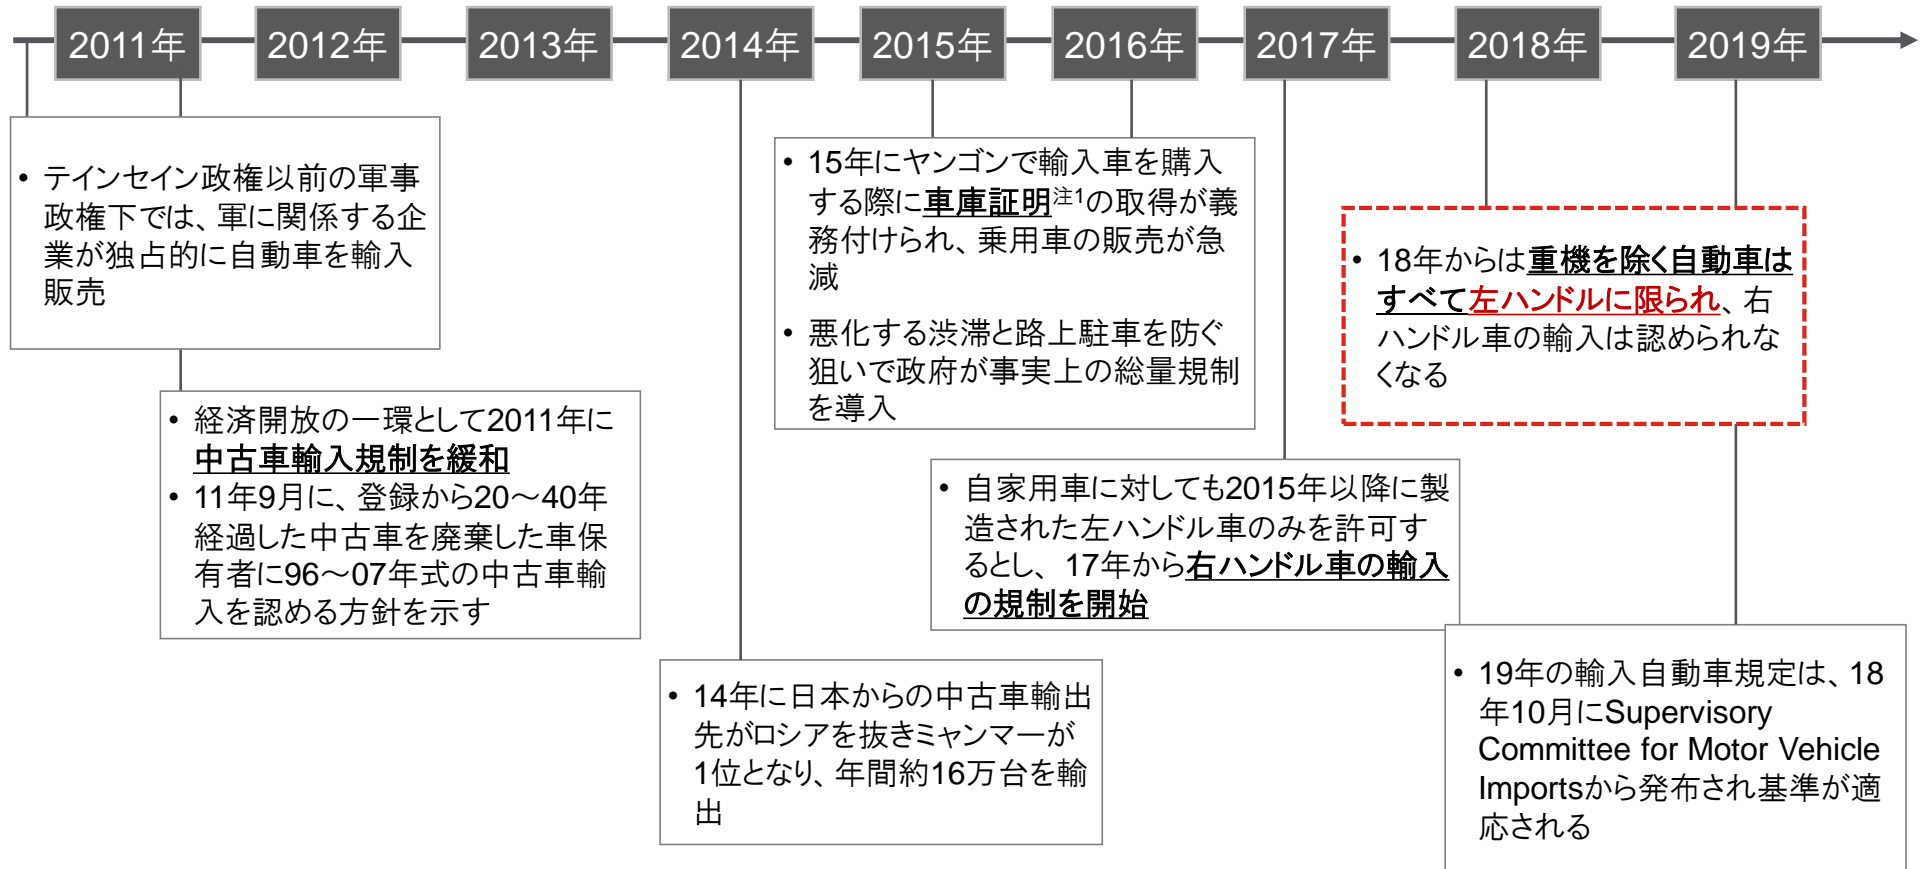 2011年
2012年
2013年
2014年
2015年
2016年
2017年
2018年
2019年
• テインセイン政権以前の軍事
政権下では、軍に関係する企
業が独占的に自動車を輸入
販売
• 経済開放の一環として2011年に
中古車輸入規制を緩和
• 11年9月に、登録から20～40年
経過した中古車を廃棄した車保
有者に96～07年式の中古車輸
入を認める方針を示す
• 14年に日本からの中古車輸出
先がロシアを抜きミャンマーが
1位となり、年間約16万台を輸
出
• 15年にヤンゴンで輸入車を購入
する際に車庫証明注1の取得が義
務付けられ、乗用車の販売が急
減
• 悪化する渋滞と路上駐車を防ぐ
狙いで政府が事実上の総量規制
を導入
• 自家用車に対しても2015年以降に製
造された左ハンドル車のみを許可す
るとし、17年から右ハンドル車の輸入
の規制を開始
• 18年からは重機を除く自動車は
すべて左ハンドルに限られ、右
ハンドル車の輸入は認められな
くなる
• 19年の輸入自動車規定は、18
年10月にSupervisory
Committee for Motor Vehicle
Importsから発布され基準が適
応される